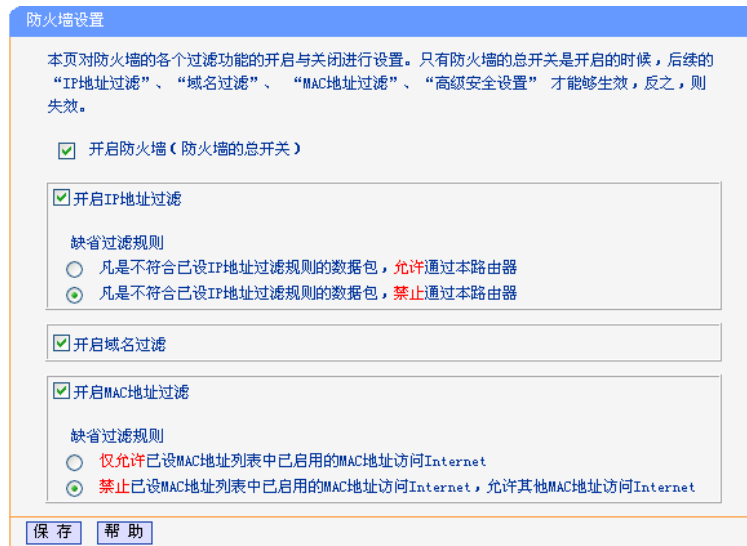 防火墙设置
本页对防火墙的各个过滤功能的开启与关闭进行设置。只有防火墙的总开关是开启的时候，后续的
“IP地址过滤”、“域名过滤”、 “MAC地址过滤”、“高级安全设置” 才能够生效，反之，则
失效。
开启防火墙(防火墙的总开关)
开启IP地址过滤
缺省过滤规则
凡是不符合已设IP地址过滤规则的数据包，允许通过本路由器
凡是不符合已设IP地址过滤规则的数据包，禁止通过本路由器
开启域名过滤
开启MAC地址过滤
缺省过滤规则
仅允许已设MAC地址列表中已启用的MAC地址访问Internet
禁止已设MAC地址列表中已启用的MAC地址访问Internet，允许其他MAC地址访问Internet
保 存 帮 助